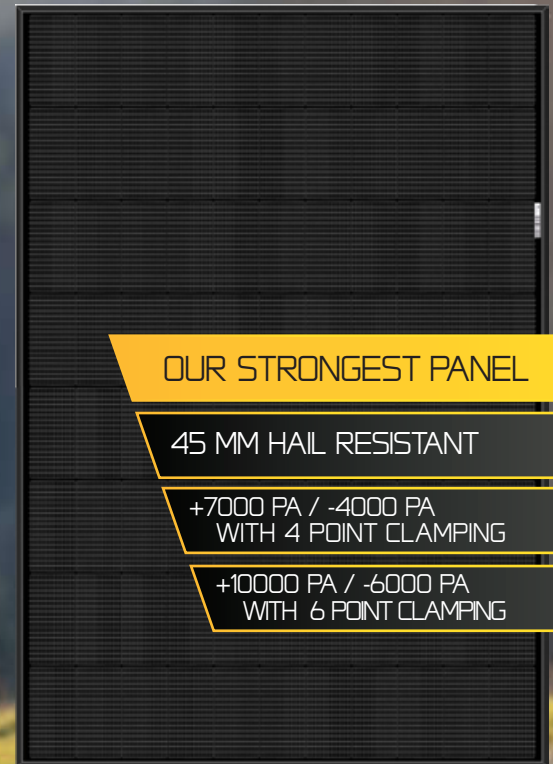 OUR STRONGEST PANEL
45 MM HAIL RESISTANT
+7000 PA / -4000 PA
WITH 4 POINT CLAMPING
+10000 PA / -6000 PA
WITH 6 POINT CLAMPING